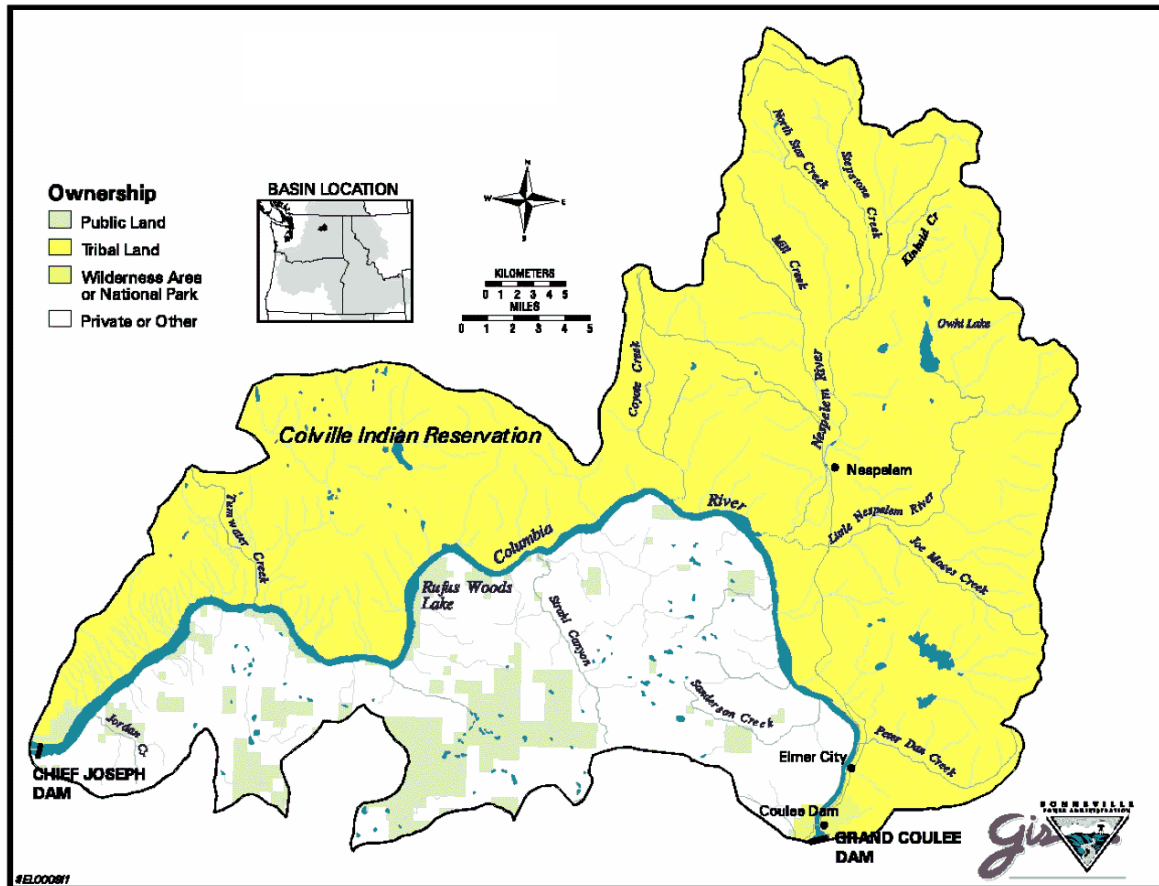 Ownership
Public Land
Tribal Land
Wilderness Area
or National Park
Private or Other
BASIN LOCATION
N
W
E
S
KILOMETERS
0 1 2 3 4 5
MILES
0 1 2 3 4 5
North Star Creek
Stepstone Creek
Kinkaid Cr
Mill Creek
Owhi Lake
Coyote Creek
Nespelem River
Colville Indian Reservation
Nespelem
Tumwater Creek
Columbia
River
Little Nespelem River
Joe Moses Creek
Rufus Woods
Lake
Strahl Canyon
Sanderson Creek
Jordan Cr
Peter Dan Creek
Elmer City
CHIEF JOSEPH
DAM
Coulee Dam
GRAND COULEE
DAM
BONNEVILLE
POWER ADMINISTRATION
Gis